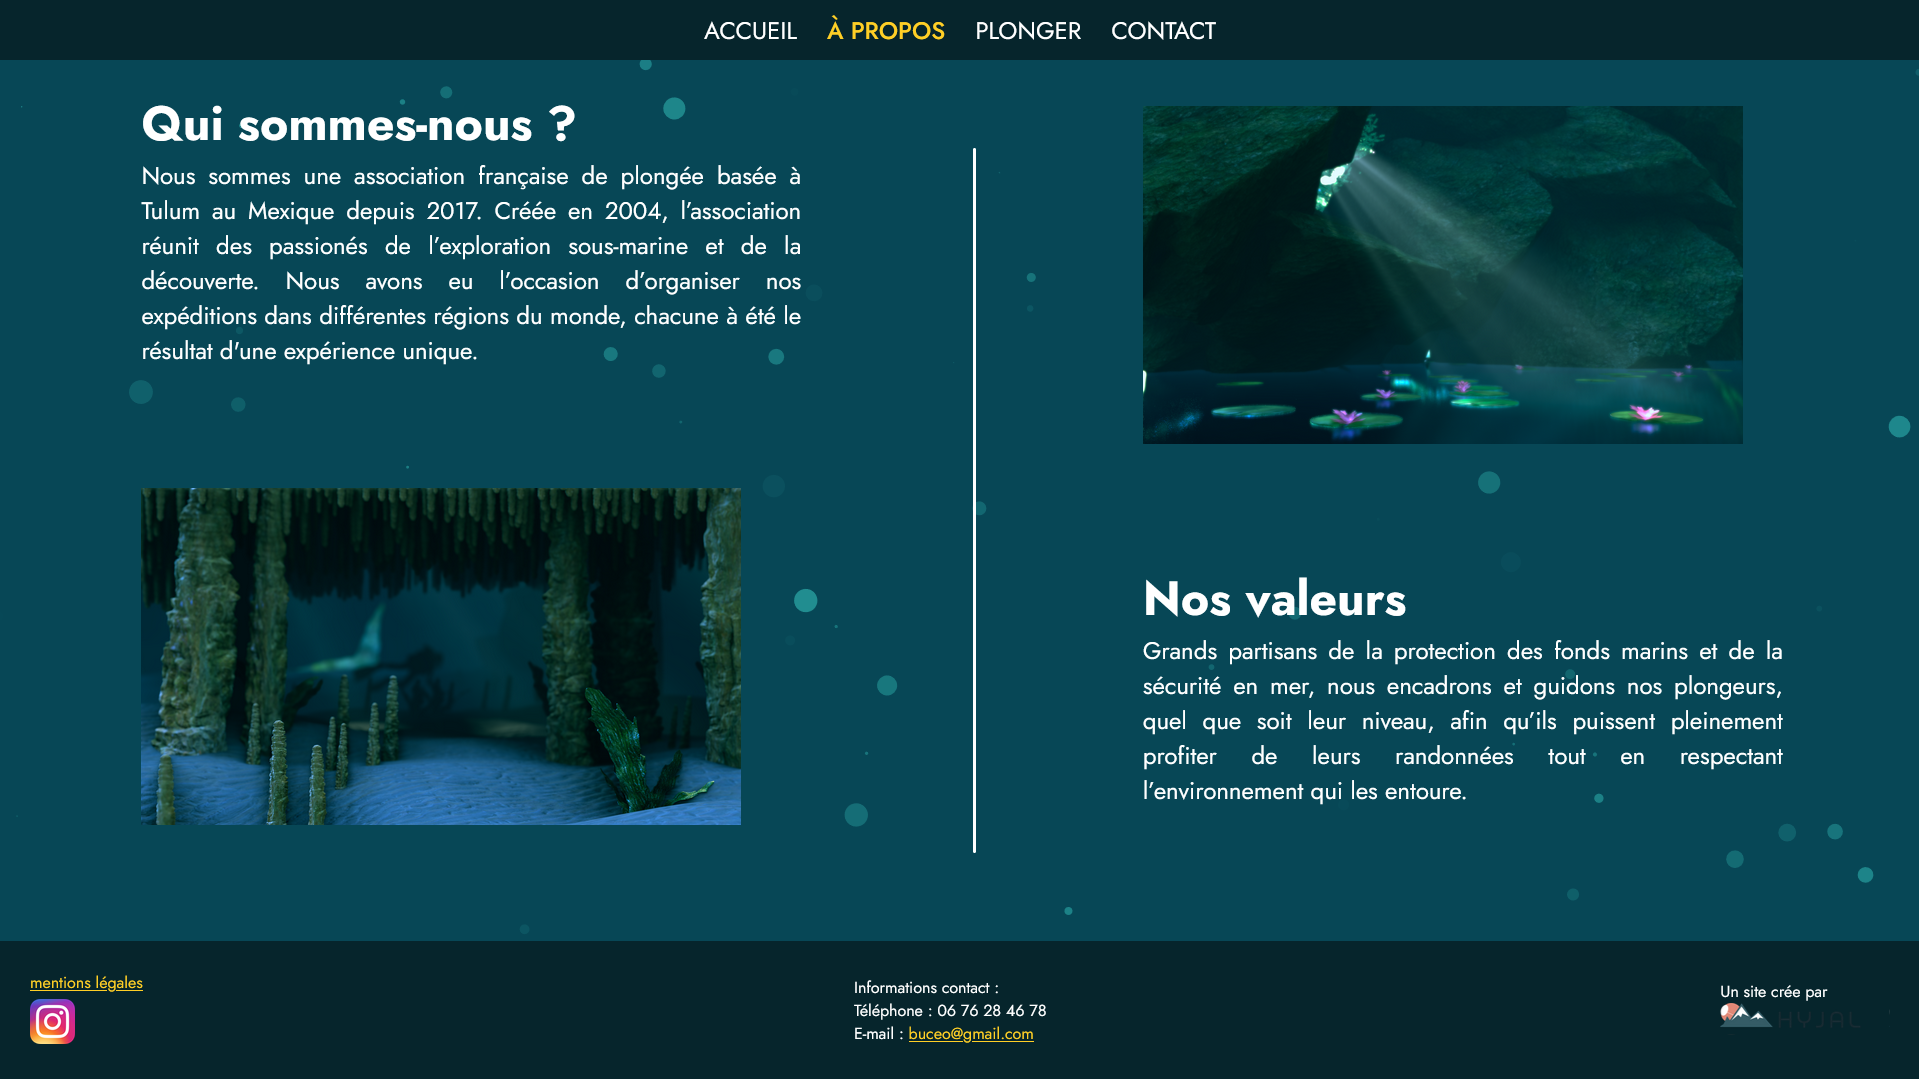 ACCUEIL À PROPOS PLONGER CONTACT
Qui sommes-nous ?
Nous sommes une association française de plongée basée à
Tulum au Mexique depuis 2017. Créée en 2004, l’association
réunit des passionés de l’exploration sous-marine et de la
découverte. Nous avons eu l’occasion d’organiser nos
expéditions dans différentes régions du monde, chacune à été le
résultat d'une expérience unique.
Nos valeurs
Grands partisans de la protection des fonds marins et de la
sécurité en mer, nous encadrons et guidons nos plongeurs,
quel que soit leur niveau, afin qu’ils puissent pleinement
profiter de leurs randonnées tout en respectant
l’environnement qui les entoure.
mentions légales
Informations contact :
Téléphone : 06 76 28 46 78
E-mail : buceo@gmail.com
Un site crée par
HYJAL